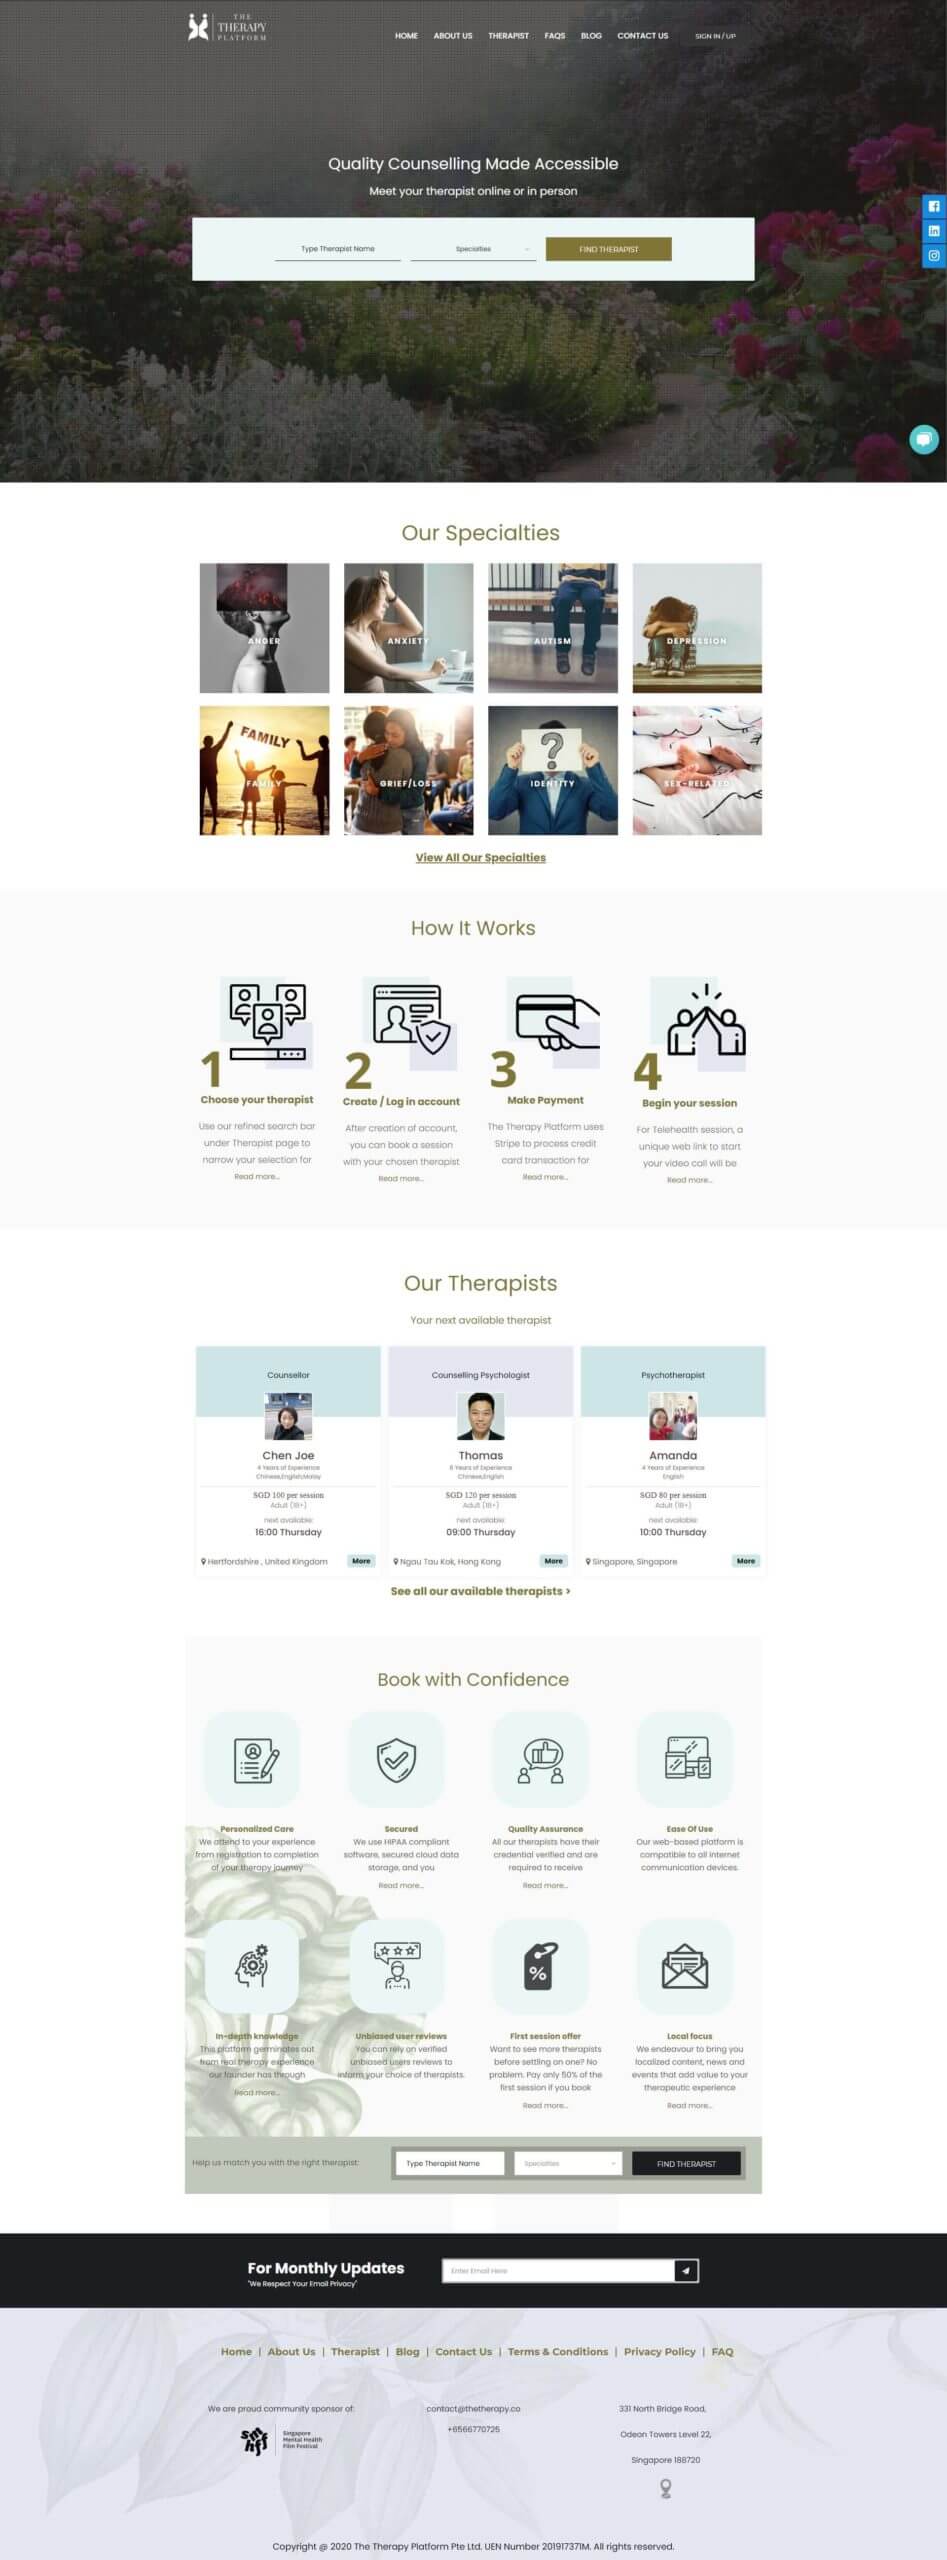 THE
THERAPY
PLATFORM
HOME ABOUT US THERAPIST FAQS BLOG CONTACT US SIGN IN / UP
Quality Counselling Made Accessible
Meet your therapist online or in person
Type Therapist Name Specialties FIND THERAPIST
Our Specialties
ANGER ANXIETY AUTISM DEPRESSION
FAMILY
?
FAMILY GRIEF/LOSS IDENTITY SEX-RELATED
View All Our Specialties
How It Works
1 2 3 4
Choose your therapist
Use our refined search bar
under Therapist page to
narrow your selection for
Read more...
Create / Log in account
After creation of account,
you can book a session
with your chosen therapist
Read more...
Make Payment
The Therapy Platform uses
Stripe to process credit
card transaction for
Read more...
Begin your session
For Telehealth session, a
unique web link to start
your video call will be
Read more...
Our Therapists
Your next available therapist
Counsellor
Chen Joe
4 Years of Experience
Chinese,English,Malay
SGD 100 per session
Adult (18+)
next available:
16:00 Thursday
Hertfordshire , United Kingdom More
Counselling Psychologist
Thomas
6 Years of Experience
Chinese,English
SGD 120 per session
Adult (18+)
next available:
09:00 Thursday
Ngau Tau Kok, Hong Kong More
Psychotherapist
Amanda
4 Years of Experience
English
SGD 80 per session
Adult (18+)
next available:
10:00 Thursday
Singapore, Singapore More
See all our available therapists >
Book with Confidence
Personalized Care
We attend to your experience
from registration to completion
of your therapy journey
Secured
We use HIPAA compliant
software, secured cloud data
storage, and you
Read more...
Quality Assurance
All our therapists have their
credential verified and are
required to receive
Read more...
Ease Of Use
Our web-based platform is
compatible to all internet
communication devices.
In-depth knowledge
This platform germinates out
from real therapy experience
our founder has through
Read more...
Unbiased user reviews
You can rely on verified
unbiased users reviews to
inform your choice of therapists.
%
First session offer
Want to see more therapists
before settling on one? No
problem. Pay only 50% of the
first session if you book
Read more...
Local focus
We endeavour to bring you
localized content, news and
events that add value to your
therapeutic experience
Read more...
Help us match you with the right therapist: Type Therapist Name Specialties FIND THERAPIST
For Monthly Updates
"We Respect Your Email Privacy"
Enter Email Here
Home | About Us | Therapist | Blog | Contact Us | Terms & Conditions | Privacy Policy | FAQ
We are proud community sponsor of:
smhff
Singapore
Mental Health
Film Festival
contact@thetherapy.co
+6566770725
331 North Bridge Road,
Odeon Towers Level 22,
Singapore 188720
Copyright @ 2020 The Therapy Platform Pte Ltd. UEN Number 201917371M. All rights reserved.